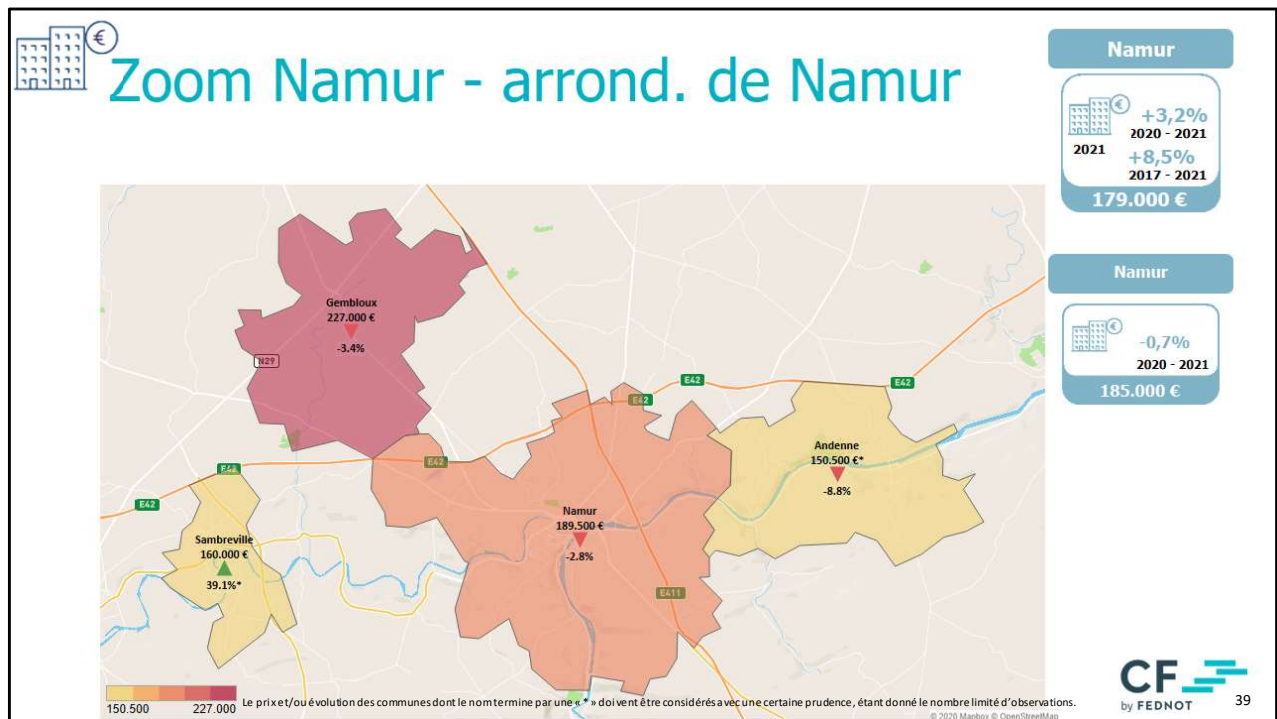 Zoom Namur - arrond. de Namur
Namur
+3,2%
2020 - 2021
2021
+8,5%
2017 - 2021
179.000 €
Namur
-0,7%
2020 - 2021
185.000 €
Gembloux
227.000 €
-3.4%
N29
E42
E42
E42
E42
E42
E42
Andenne
150.500 €*
-8.8%
Namur
189.500 €
-2.8%
Sambreville
160.000 €
39.1%*
E411
150.500 227.000
Le prix et/ou évolution des communes dont le nom termine par une « * » doivent être considérés avec une certaine prudence, étant donné le nombre limité d'observations.
© 2020 Mapbox © OpenStreetMap
CF
by FEDNOT
39